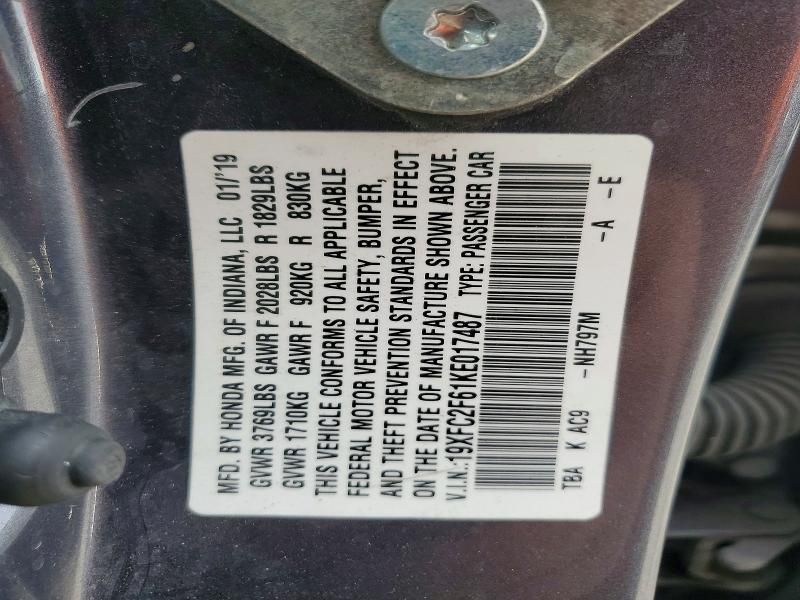 MFD. BY HONDA MFG. OF INDIANA, LLC 01/'19
GVWR 3769LBS GAWR F 2028LBS R 1829LBS
GVWR 1710KG GAWR F 920KG R 830KG
THIS VEHICLE CONFORMS TO ALL APPLICABLE
FEDERAL MOTOR VEHICLE SAFETY, BUMPER,
AND THEFT PREVENTION STANDARDS IN EFFECT
ON THE DATE OF MANUFACTURE SHOWN ABOVE.
V.I.N.:19XFC2F61KE017487 TYPE: PASSENGER CAR
TBA K AC9 -NH797M -A -E